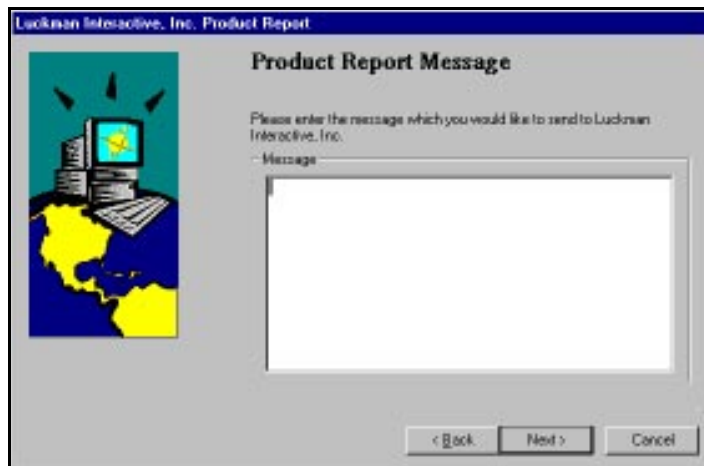 Luckman Interactive, Inc. Product Report
Product Report Message
Please enter the message which you would like to send to Luckman
Interactive, Inc.
Message
< Back
Next >
Cancel